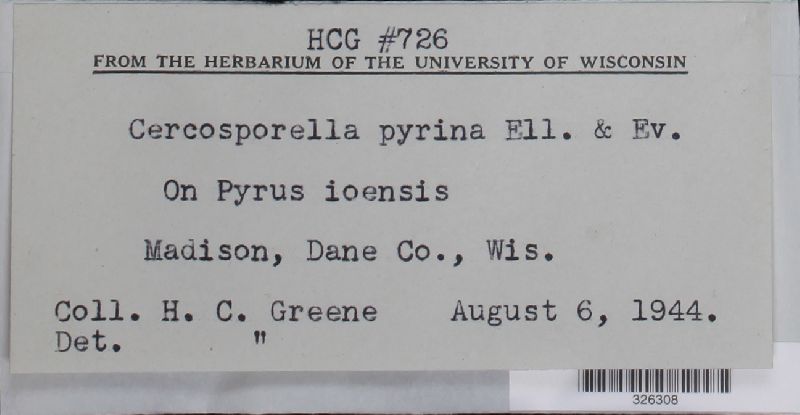 HCG #726
FROM THE HERBARIUM OF THE UNIVERSITY OF WISCONSIN
Cercosporella pyrina Ell. & Ev.
On Pyrus ioensis
Madison, Dane Co., Wis.
Coll. H. C. Greene August 6, 1944.
Det. "
326308